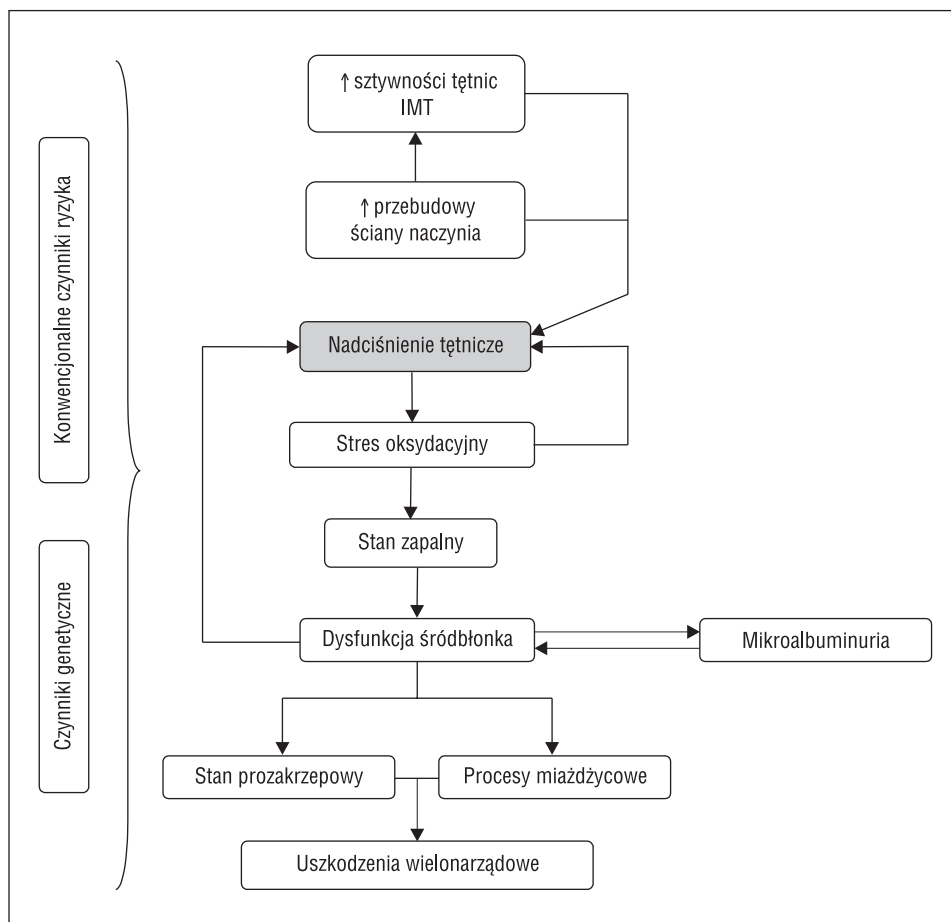 Konwencjonalne czynniki ryzyka
Czynniki genetyczne
↑ sztywności tętnic
IMT
↑ przebudowy
ściany naczynia
Nadciśnienie tętnicze
Stres oksydacyjny
Stan zapalny
Dysfunkcja śródbłonka
Mikroalbuminuria
Stan prozakrzepowy
Procesy miażdżycowe
Uszkodzenia wielonarządowe